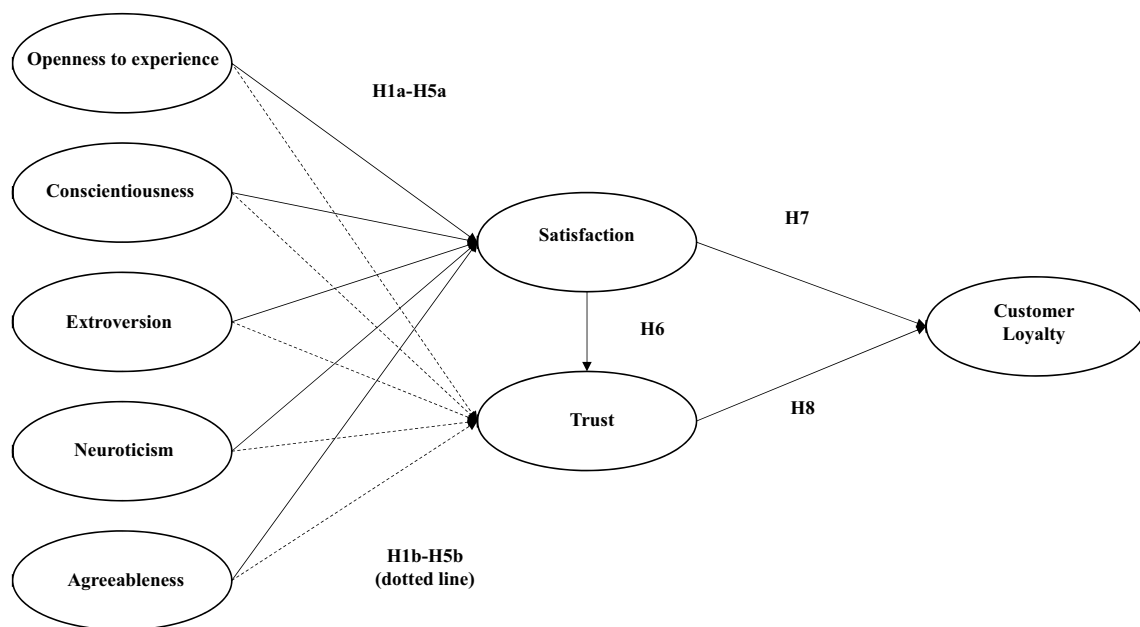 Openness to experience
H1a-H5a
Conscientiousness
Satisfaction
H7
Extroversion
H6
Customer
Loyalty
Trust
H8
Neuroticism
H1b-H5b
(dotted line)
Agreeableness